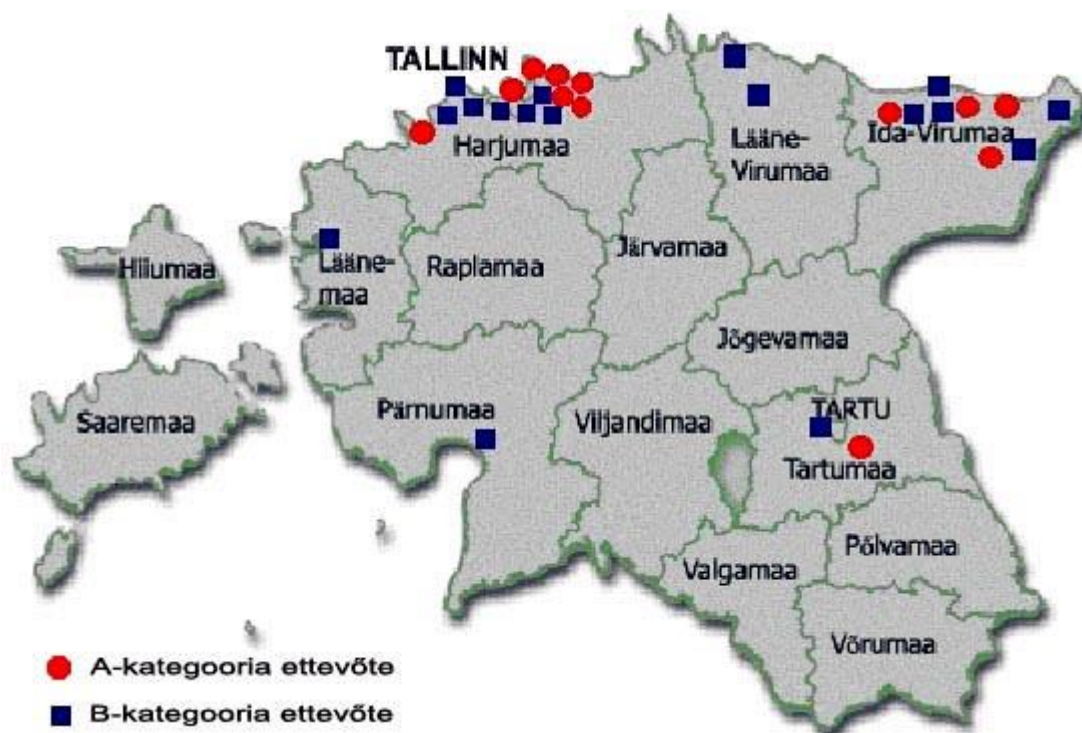 TALLINN
Harjumaa
Lääne-
Virumaa
Ida-Virumaa
Hiiumaa
Lääne-
maa
Raplamaa
Järvamaa
Jõgevamaa
Saaremaa
Pärnumaa
Viljandimaa
TARTU
Tartumaa
Valgamaa
Põlvamaa
Võrumaa
A-kategooria ettevõte
B-kategooria ettevõte